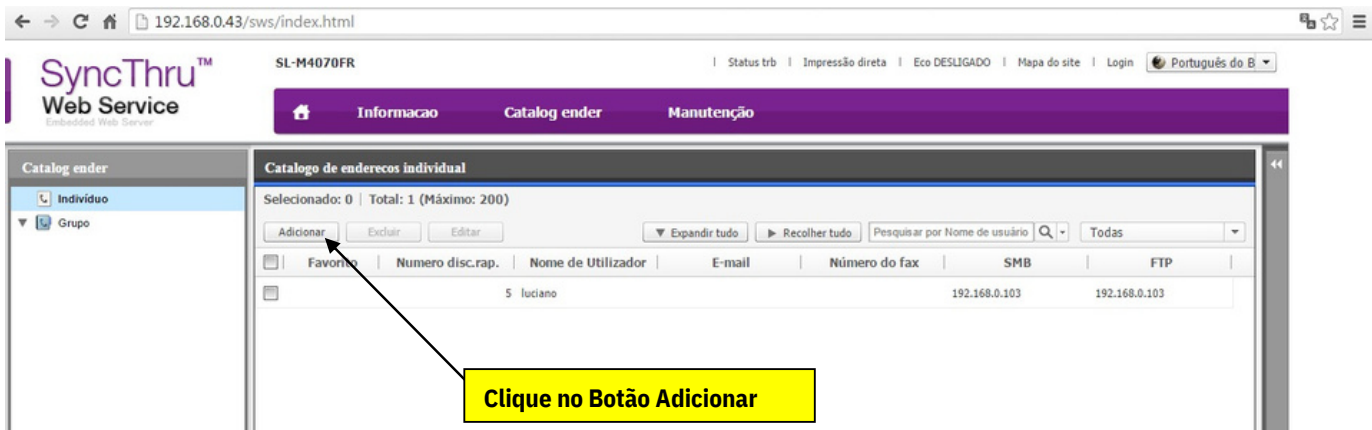 192.168.0.43/sws/index.html
SyncThru™
Web Service
Embedded Web Server
SL-M4070FR
Status trb | Impressão direta | Eco DESLIGADO | Mapa do site | Login Português do B
Informacao Catalog ender Manutenção
Catalog ender
Indivíduo
Grupo
Catalogo de enderecos individual
Selecionado: 0 | Total: 1 (Máximo: 200)
Adicionar Excluir Editar Expandir tudo Recolher tudo Pesquisar por Nome de usuário Todas
Favorito Numero disc.rap. Nome de Utilizador E-mail Número do fax SMB FTP
5 luciano 192.168.0.103 192.168.0.103
Clique no Botão Adicionar